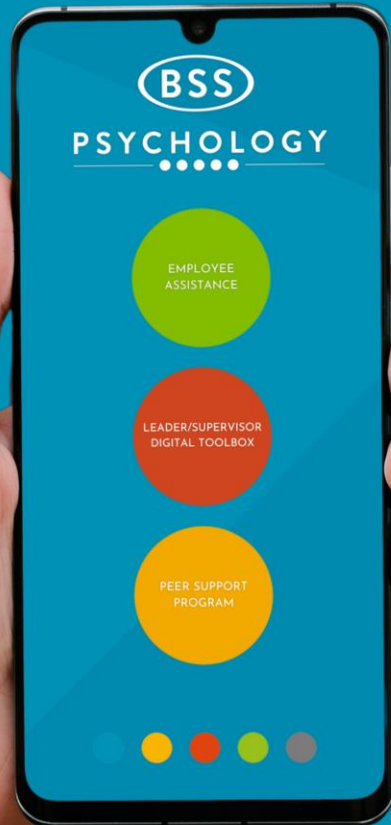 BSS
PSYCHOLOGY
EMPLOYEE
ASSISTANCE
LEADER/SUPERVISOR
DIGITAL TOOLBOX
PEER SUPPORT
PROGRAM